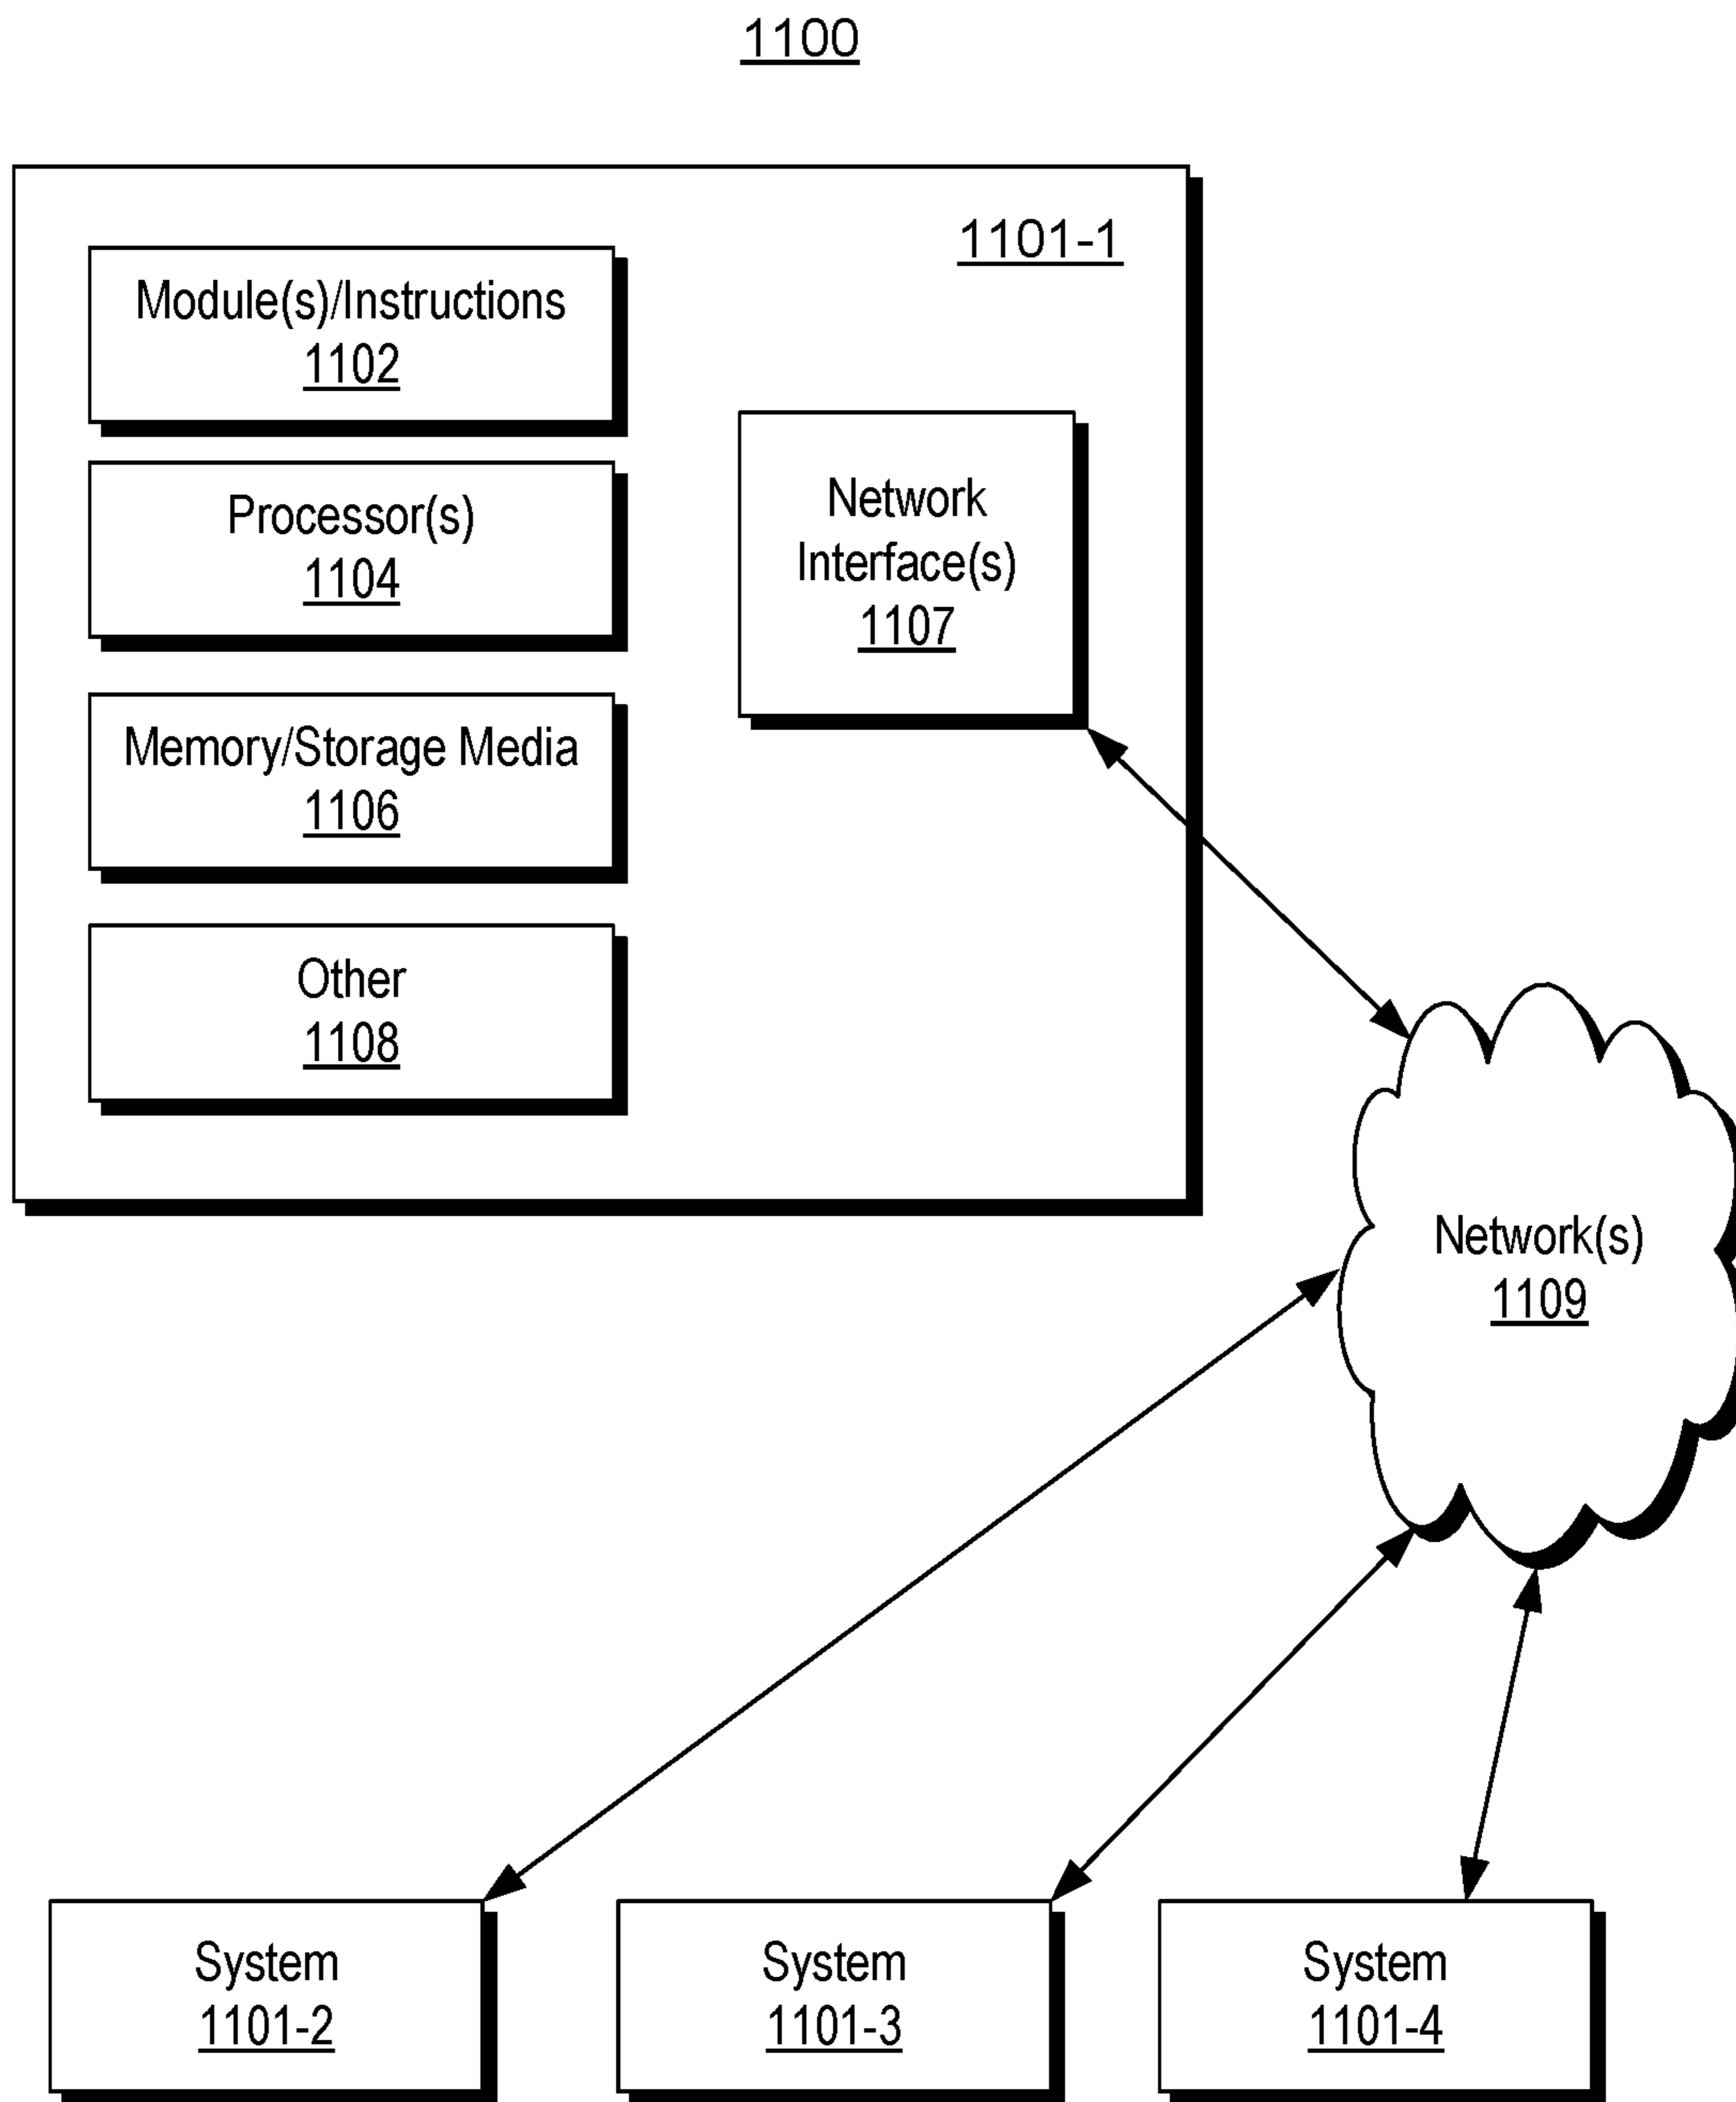 1100
1101-1
Module(s)/Instructions
1102
Processor(s)
1104
Memory/Storage Media
1106
Other
1108
Network
Interface(s)
1107
Network(s)
1109
System
1101-2
System
1101-3
System
1101-4